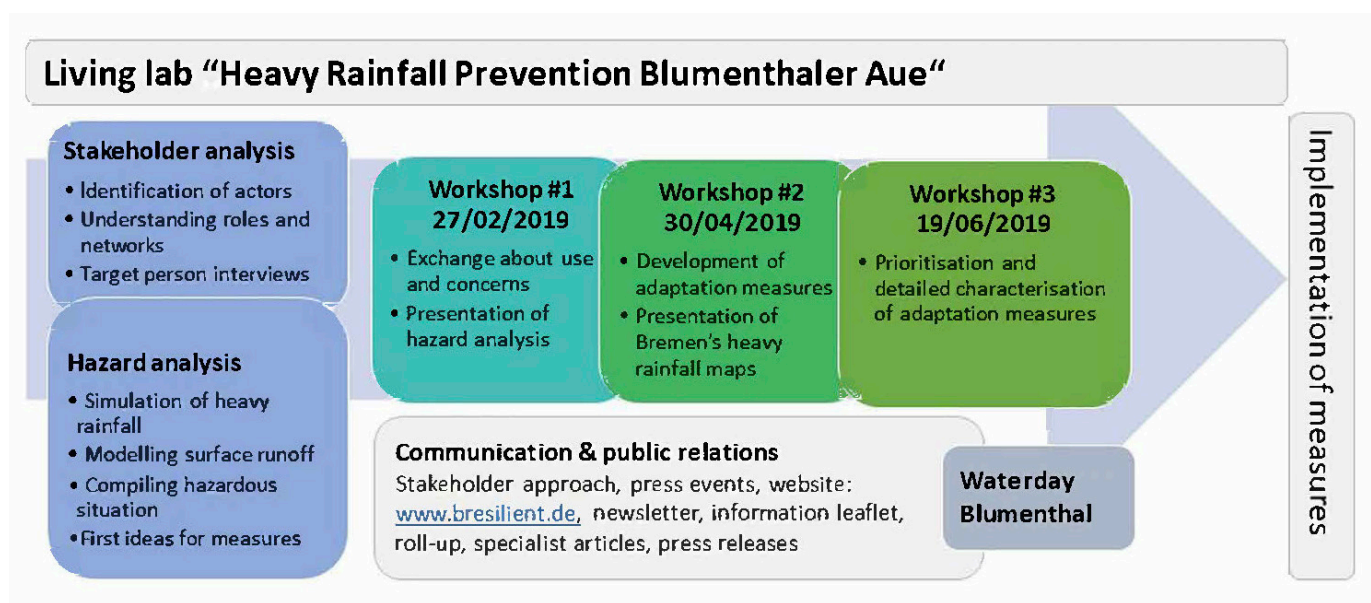 Living lab “Heavy Rainfall Prevention Blumenthaler Aue“
Stakeholder analysis
• Identification of actors
• Understanding roles and
networks
• Target person interviews
Hazard analysis
• Simulation of heavy
rainfall
• Modelling surface runoff
• Compiling hazardous
situation
•First ideas for measures
Workshop #1
27/02/2019
• Exchange about use
and concerns
• Presentation of
hazard analysis
Workshop #2
30/04/2019
• Development of
adaptation measures
• Presentation of
Bremen’s heavy
rainfall maps
Workshop #3
19/06/2019
• Prioritisation and
detailed characterisation
of adaptation measures
Communication & public relations
Stakeholder approach, press events, website:
www.bresilient.de, newsletter, information leaflet,
roll-up, specialist articles, press releases
Waterday
Blumenthal
Implementation of measures